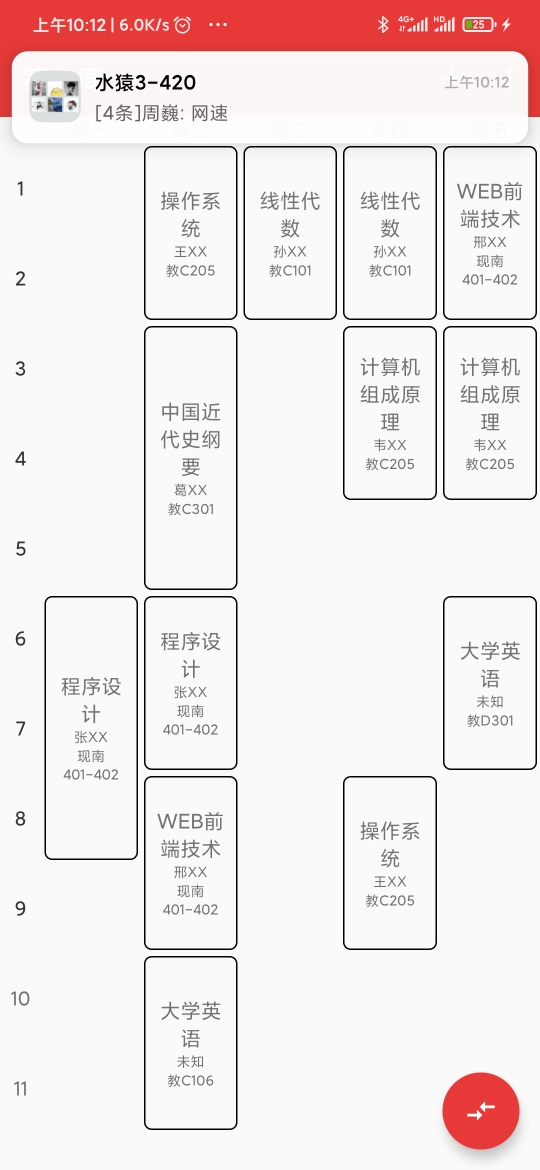 上午10:12 | 6.0K/s ...
4G+ HD 25
水猿3-420 上午10:12
[4条]周巍: 网速
周三 周四 周五
1
2
3
4
5
6
7
8
9
10
11
程序设
计
张XX
现南
401-402
操作系
统
王XX
教C205
中国近
代史纲
要
葛XX
教C301
程序设
计
张XX
现南
401-402
WEB前
端技术
邢XX
现南
401-402
大学英
语
未知
教C106
线性代
数
孙XX
教C101
线性代
数
孙XX
教C101
计算机
组成原
理
韦XX
教C205
操作系
统
王XX
教C205
WEB前
端技术
邢XX
现南
401-402
计算机
组成原
理
韦XX
教C205
大学英
语
未知
教D301